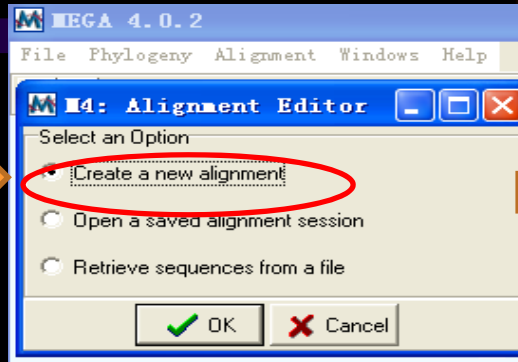 MEGA 4.0.2
File Phylogeny Alignment Windows Help
M4: Alignment Editor
Select an Option
Create a new alignment
Open a saved alignment session
Retrieve sequences from a file
OK Cancel